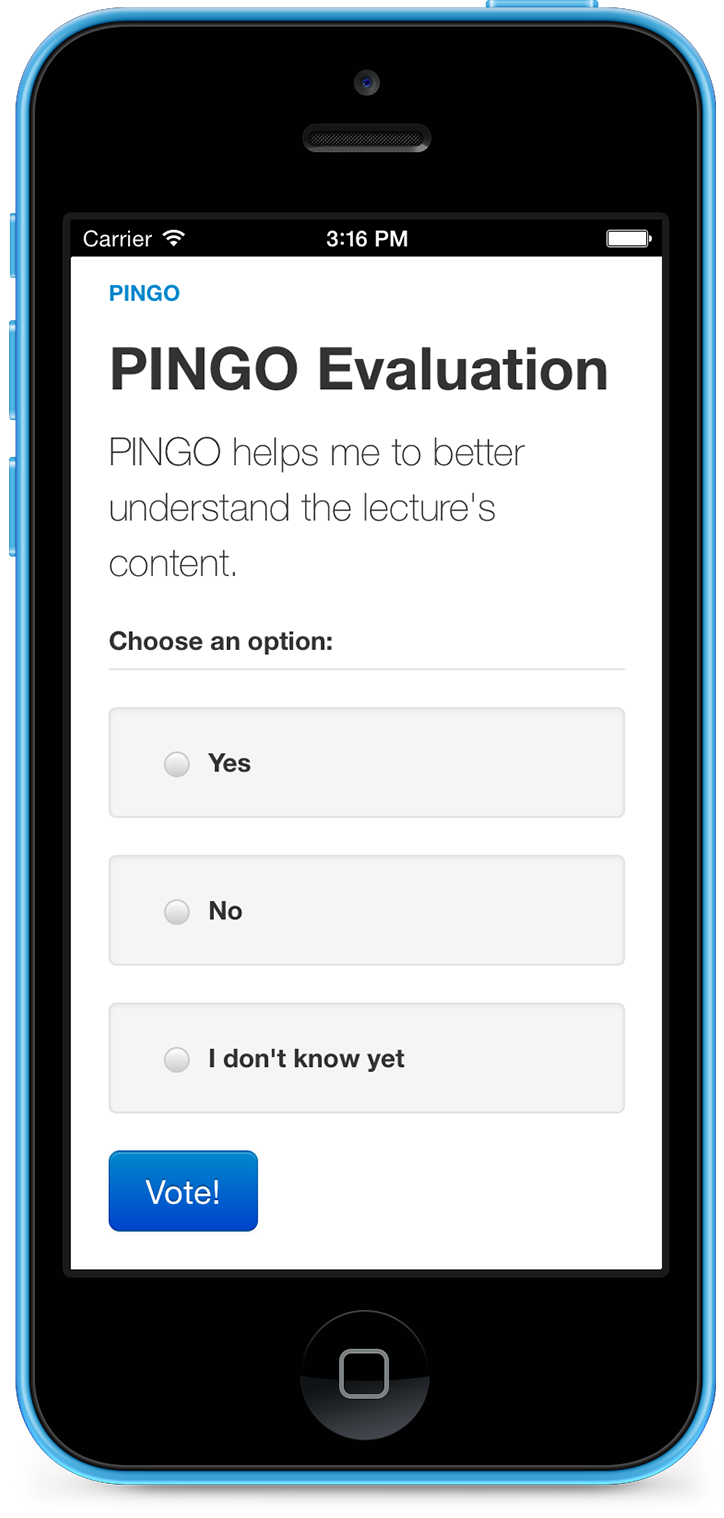 Carrier 3:16 PM
PINGO
PINGO Evaluation
PINGO helps me to better
understand the lecture's
content.
Choose an option:
Yes
No
I don't know yet
Vote!